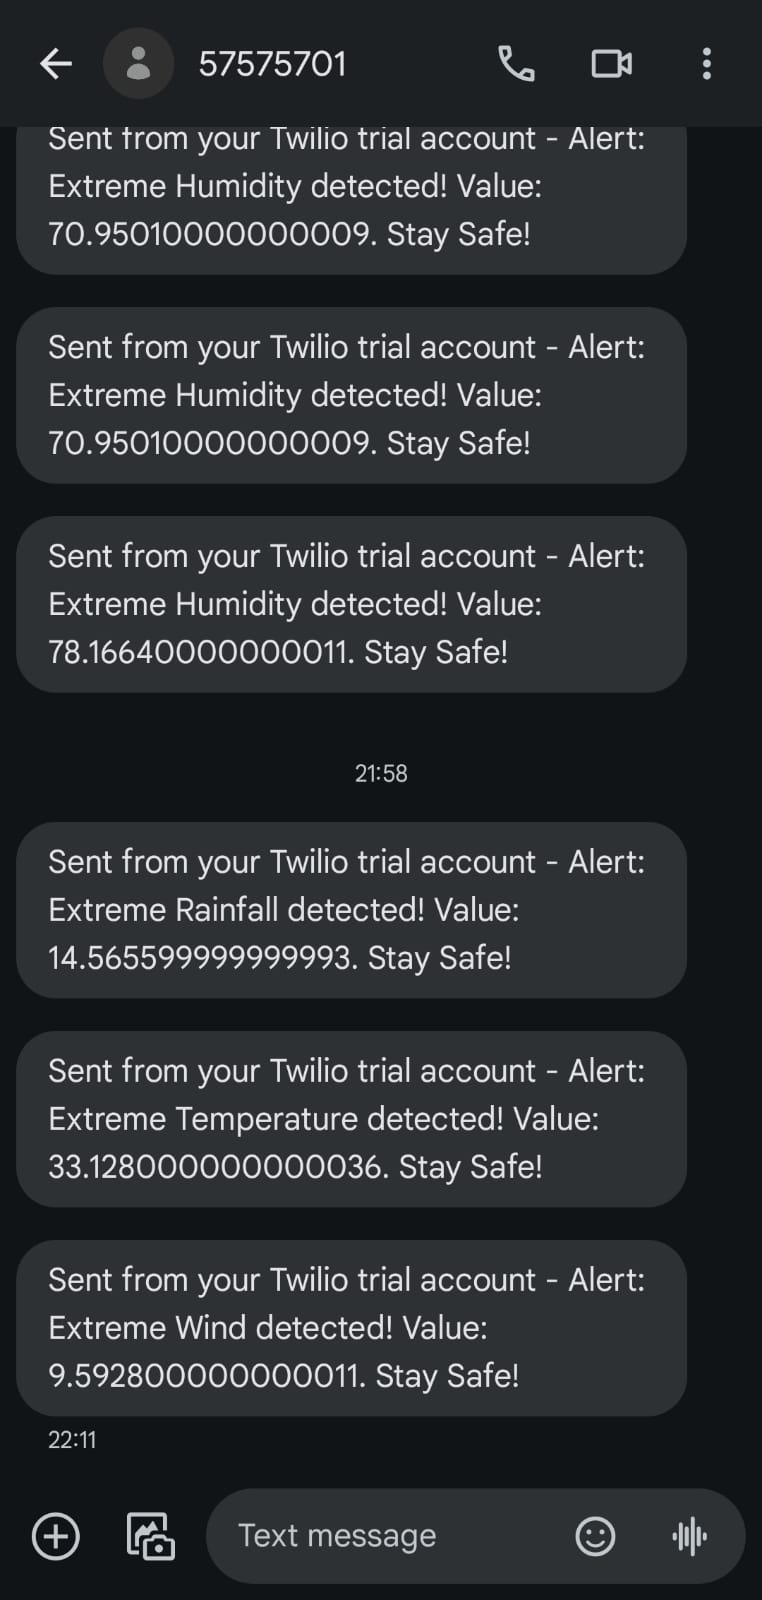 57575701
Sent from your Twilio trial account - Alert:
Extreme Humidity detected! Value:
70.95010000000009. Stay Safe!
Sent from your Twilio trial account - Alert:
Extreme Humidity detected! Value:
70.95010000000009. Stay Safe!
Sent from your Twilio trial account - Alert:
Extreme Humidity detected! Value:
78.16640000000011. Stay Safe!
21:58
Sent from your Twilio trial account - Alert:
Extreme Rainfall detected! Value:
14.565599999999993. Stay Safe!
Sent from your Twilio trial account - Alert:
Extreme Temperature detected! Value:
33.128000000000036. Stay Safe!
Sent from your Twilio trial account - Alert:
Extreme Wind detected! Value:
9.592800000000011. Stay Safe!
22:11
Text message